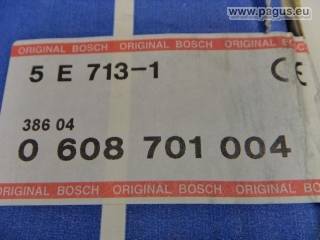 www.pagus.eu
ORIGINAL BOSCH ORIGINAL BOSCH ORIGINAL
5 E 713-1 CE
386 04
0 608 701 004
ORIGINAL BOSCH ORIGINAL BOSCH ORIGINAL BOSCH